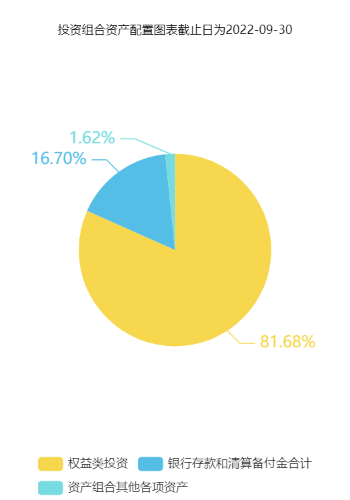 投资组合资产配置图表截止日为2022-09-30
1.62%
16.70%
81.68%
权益类投资 银行存款和清算备付金合计
资产组合其他各项资产